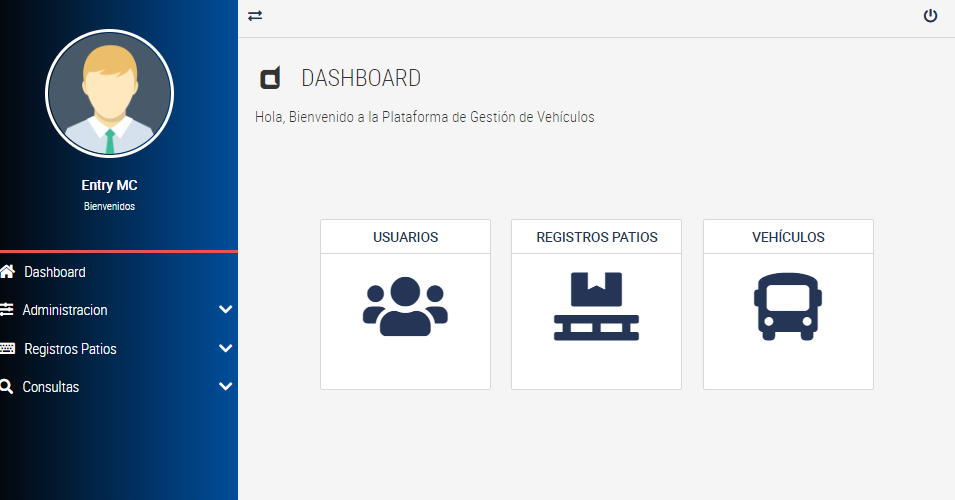 Entry MC
Bienvenidos
Dashboard
Administracion
Registros Patios
Consultas
DASHBOARD
Hola, Bienvenido a la Plataforma de Gestión de Vehículos
USUARIOS
REGISTROS PATIOS
VEHÍCULOS